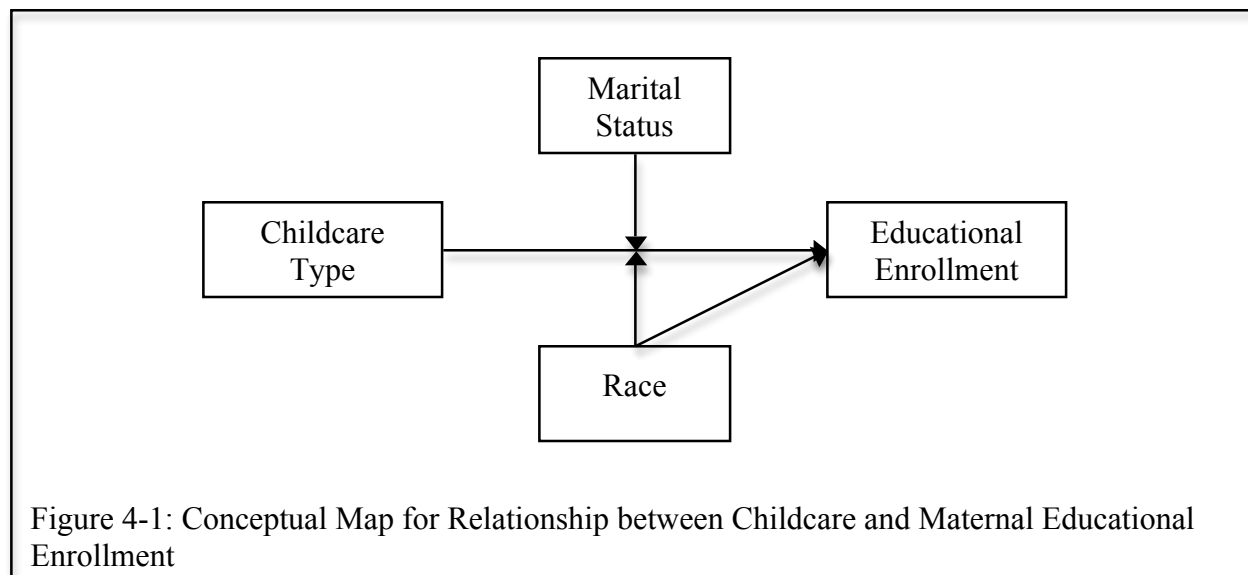 Marital
Status
Childcare
Type
Educational
Enrollment
Race
Figure 4-1: Conceptual Map for Relationship between Childcare and Maternal Educational
Enrollment